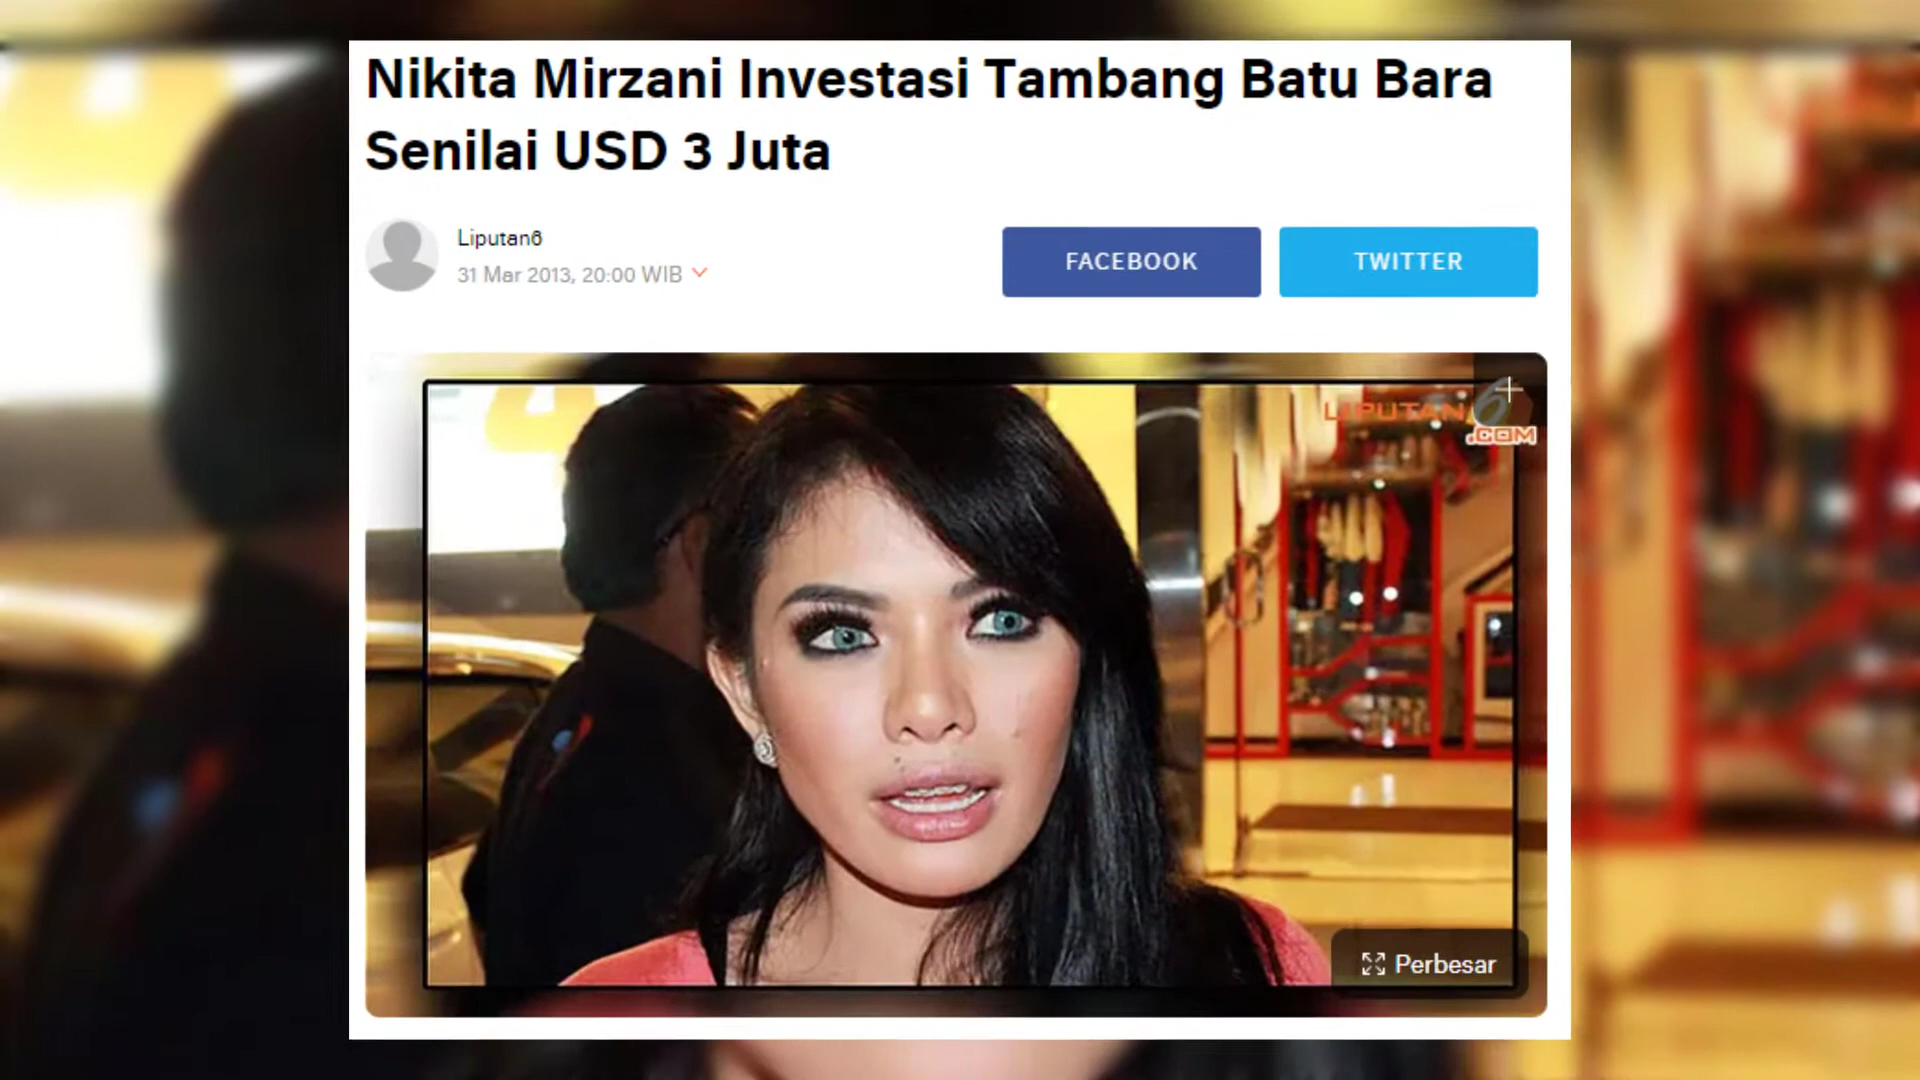 Nikita Mirzani Investasi Tambang Batu Bara
Senilai USD 3 Juta
Liputan6
31 Mar 2013, 20:00 WIB
FACEBOOK
TWITTER
LIPUTAN6
.COM
Perbesar